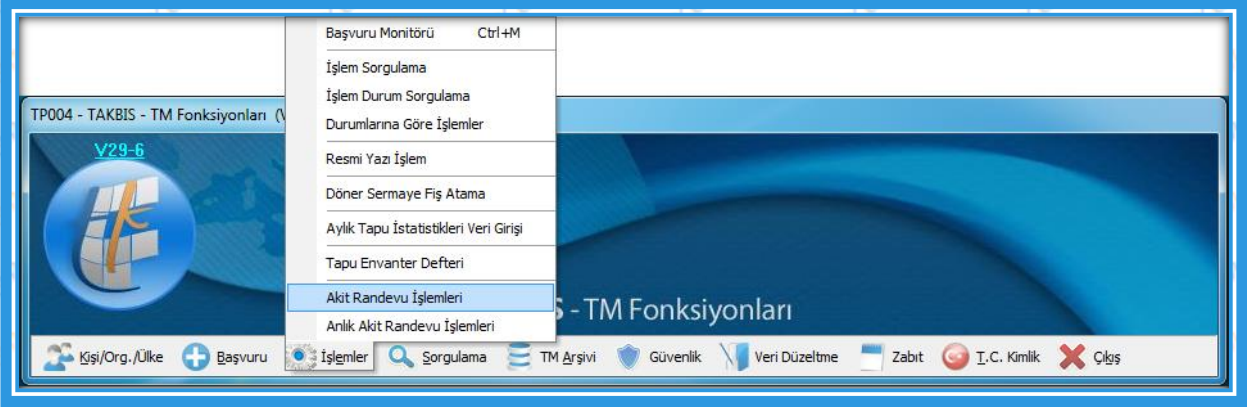 Başvuru Monitörü Ctrl+M
İşlem Sorgulama
İşlem Durum Sorgulama
Durumlarına Göre İşlemler
Resmi Yazı İşlem
Döner Sermaye Fiş Atama
Aylık Tapu İstatistikleri Veri Girişi
Tapu Envanter Defteri
Akit Randevu İşlemleri
Anlık Akit Randevu İşlemleri
TP004 - TAKBIS - TM Fonksiyonları (V
V29-6
- TM Fonksiyonları
Kişi/Org./Ülke Başvuru İşlemler Sorgulama TM Arşivi Güvenlik Veri Düzeltme Zabıt T.C. Kimlik Çıkış